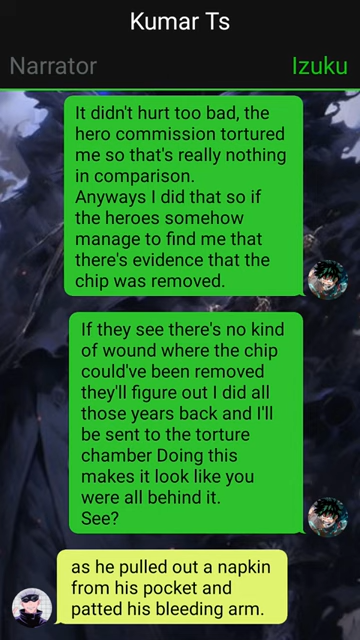 Kumar Ts
Narrator
Izuku
It didn't hurt too bad, the
hero commission tortured
me so that's really nothing
in comparison.
Anyways I did that so if
the heroes somehow
manage to find me that
there's evidence that the
chip was removed.
If they see there's no kind
of wound where the chip
could've been removed
they'll figure out I did all
those years back and I'll
be sent to the torture
chamber Doing this
makes it look like you
were all behind it.
See?
as he pulled out a napkin
from his pocket and
patted his bleeding arm.